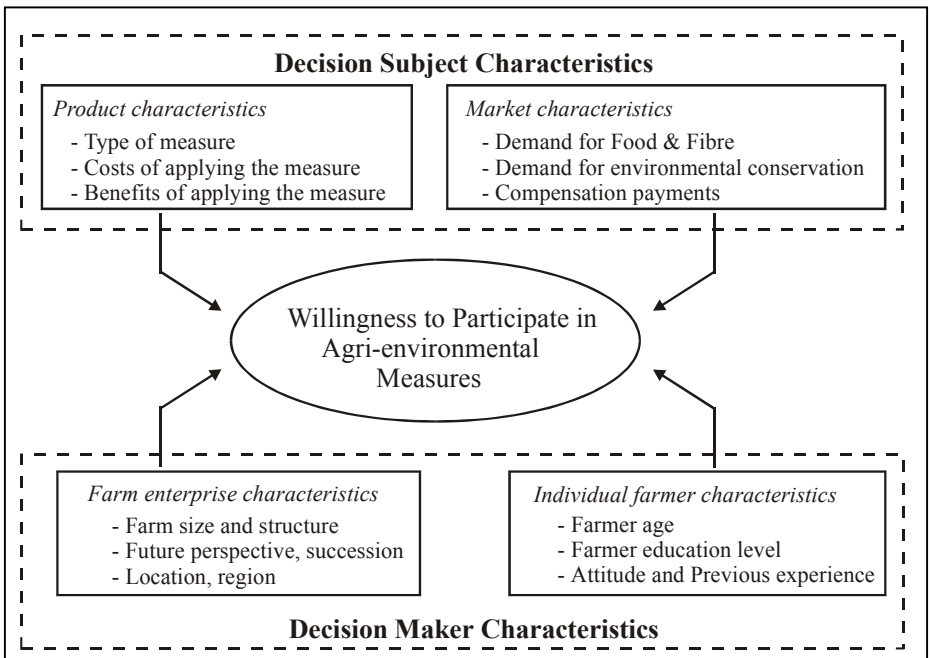 Decision Subject Characteristics
Product characteristics
- Type of measure
- Costs of applying the measure
- Benefits of applying the measure
Market characteristics
- Demand for Food & Fibre
- Demand for environmental conservation
- Compensation payments
Willingness to Participate in
Agri-environmental
Measures
Farm enterprise characteristics
- Farm size and structure
- Future perspective, succession
- Location, region
Individual farmer characteristics
- Farmer age
- Farmer education level
- Attitude and Previous experience
Decision Maker Characteristics